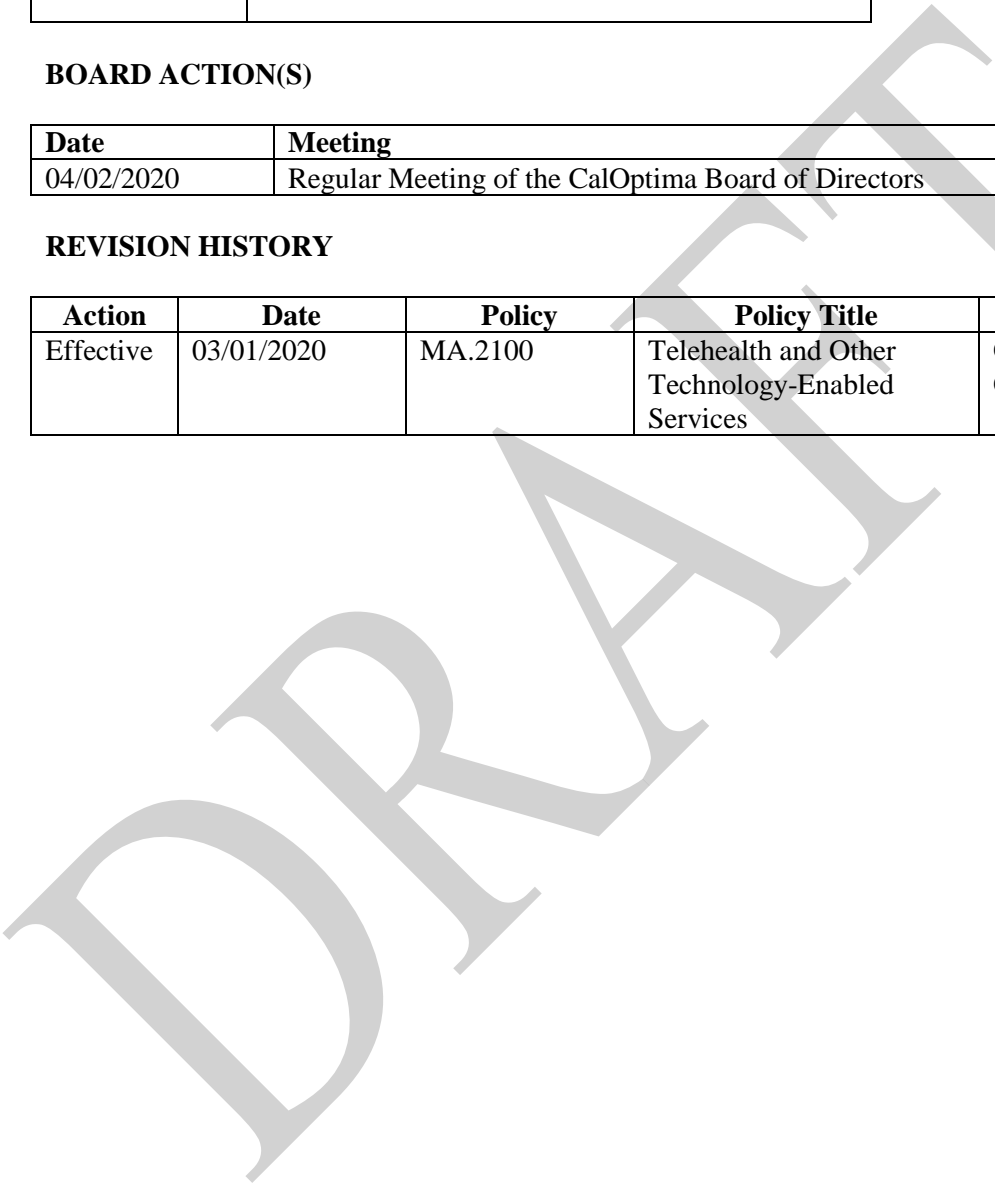 BOARD ACTION(S)
Date Meeting
04/02/2020 Regular Meeting of the CalOptima Board of Directors
REVISION HISTORY
Action Date Policy Policy Title
Effective 03/01/2020 MA.2100 Telehealth and Other
Technology-Enabled
Services
DRAFT